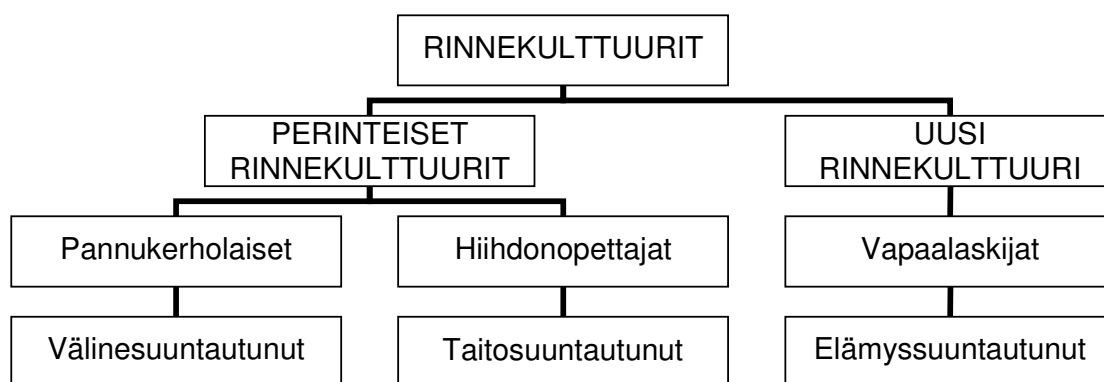 RINNEKULTTUURIT
PERINTEISET
RINNEKULTTUURIT
UUSI
RINNEKULTTUURI
Pannukerholaiset
Hiihdonopettajat
Vapaalaskijat
Välinesuuntautunut
Taitosuuntautunut
Elämyssuuntautunut